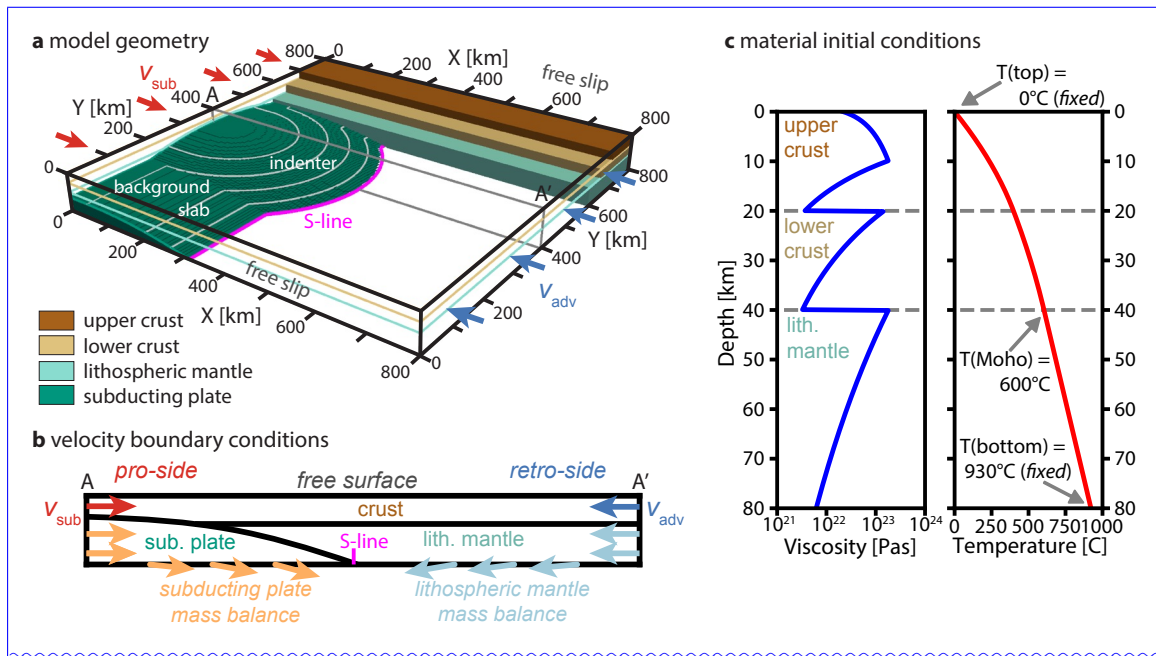 a model geometry
v_sub
A
Y [km]
0
200
400
600
800
0
200
X [km]
400
600
800
free slip
800
600
Y [km]
400
200
0
A'
v_adv
indenter
background
slab
S-line
0
200
400
X [km]
600
800
free slip
upper crust
lower crust
lithospheric mantle
subducting plate
b velocity boundary conditions
A
pro-side
free surface
retro-side
A'
v_sub
crust
v_adv
sub. plate
S-line
lith. mantle
subducting plate
mass balance
lithospheric mantle
mass balance
c material initial conditions
T(top) =
0°C (fixed)
0
10
20
30
40
50
60
70
80
Depth [km]
upper
crust
lower
crust
lith.
mantle
10^21
10^22
10^23
10^24
Viscosity [Pas]
T(Moho) =
600°C
T(bottom) =
930°C (fixed)
0
10
20
30
40
50
60
70
80
0
250
500
750
1000
Temperature [C]